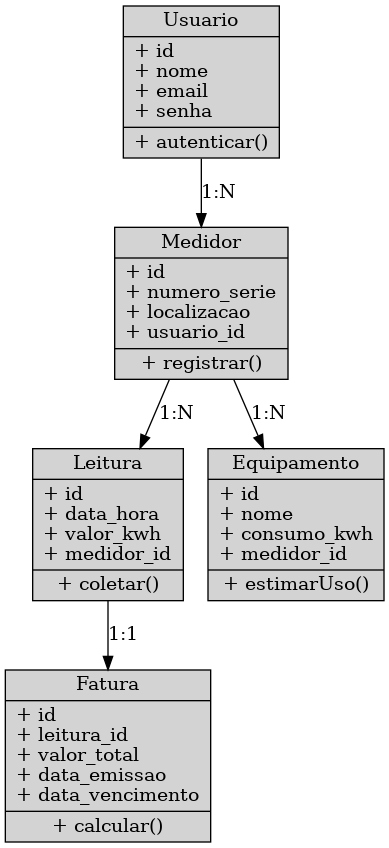 Usuario
+ id
+ nome
+ email
+ senha
+ autenticar()
1:N
Medidor
+ id
+ numero_serie
+ localizacao
+ usuario_id
+ registrar()
1:N
1:N
Leitura
+ id
+ data_hora
+ valor_kwh
+ medidor_id
+ coletar()
Equipamento
+ id
+ nome
+ consumo_kwh
+ medidor_id
+ estimarUso()
1:1
Fatura
+ id
+ leitura_id
+ valor_total
+ data_emissao
+ data_vencimento
+ calcular()